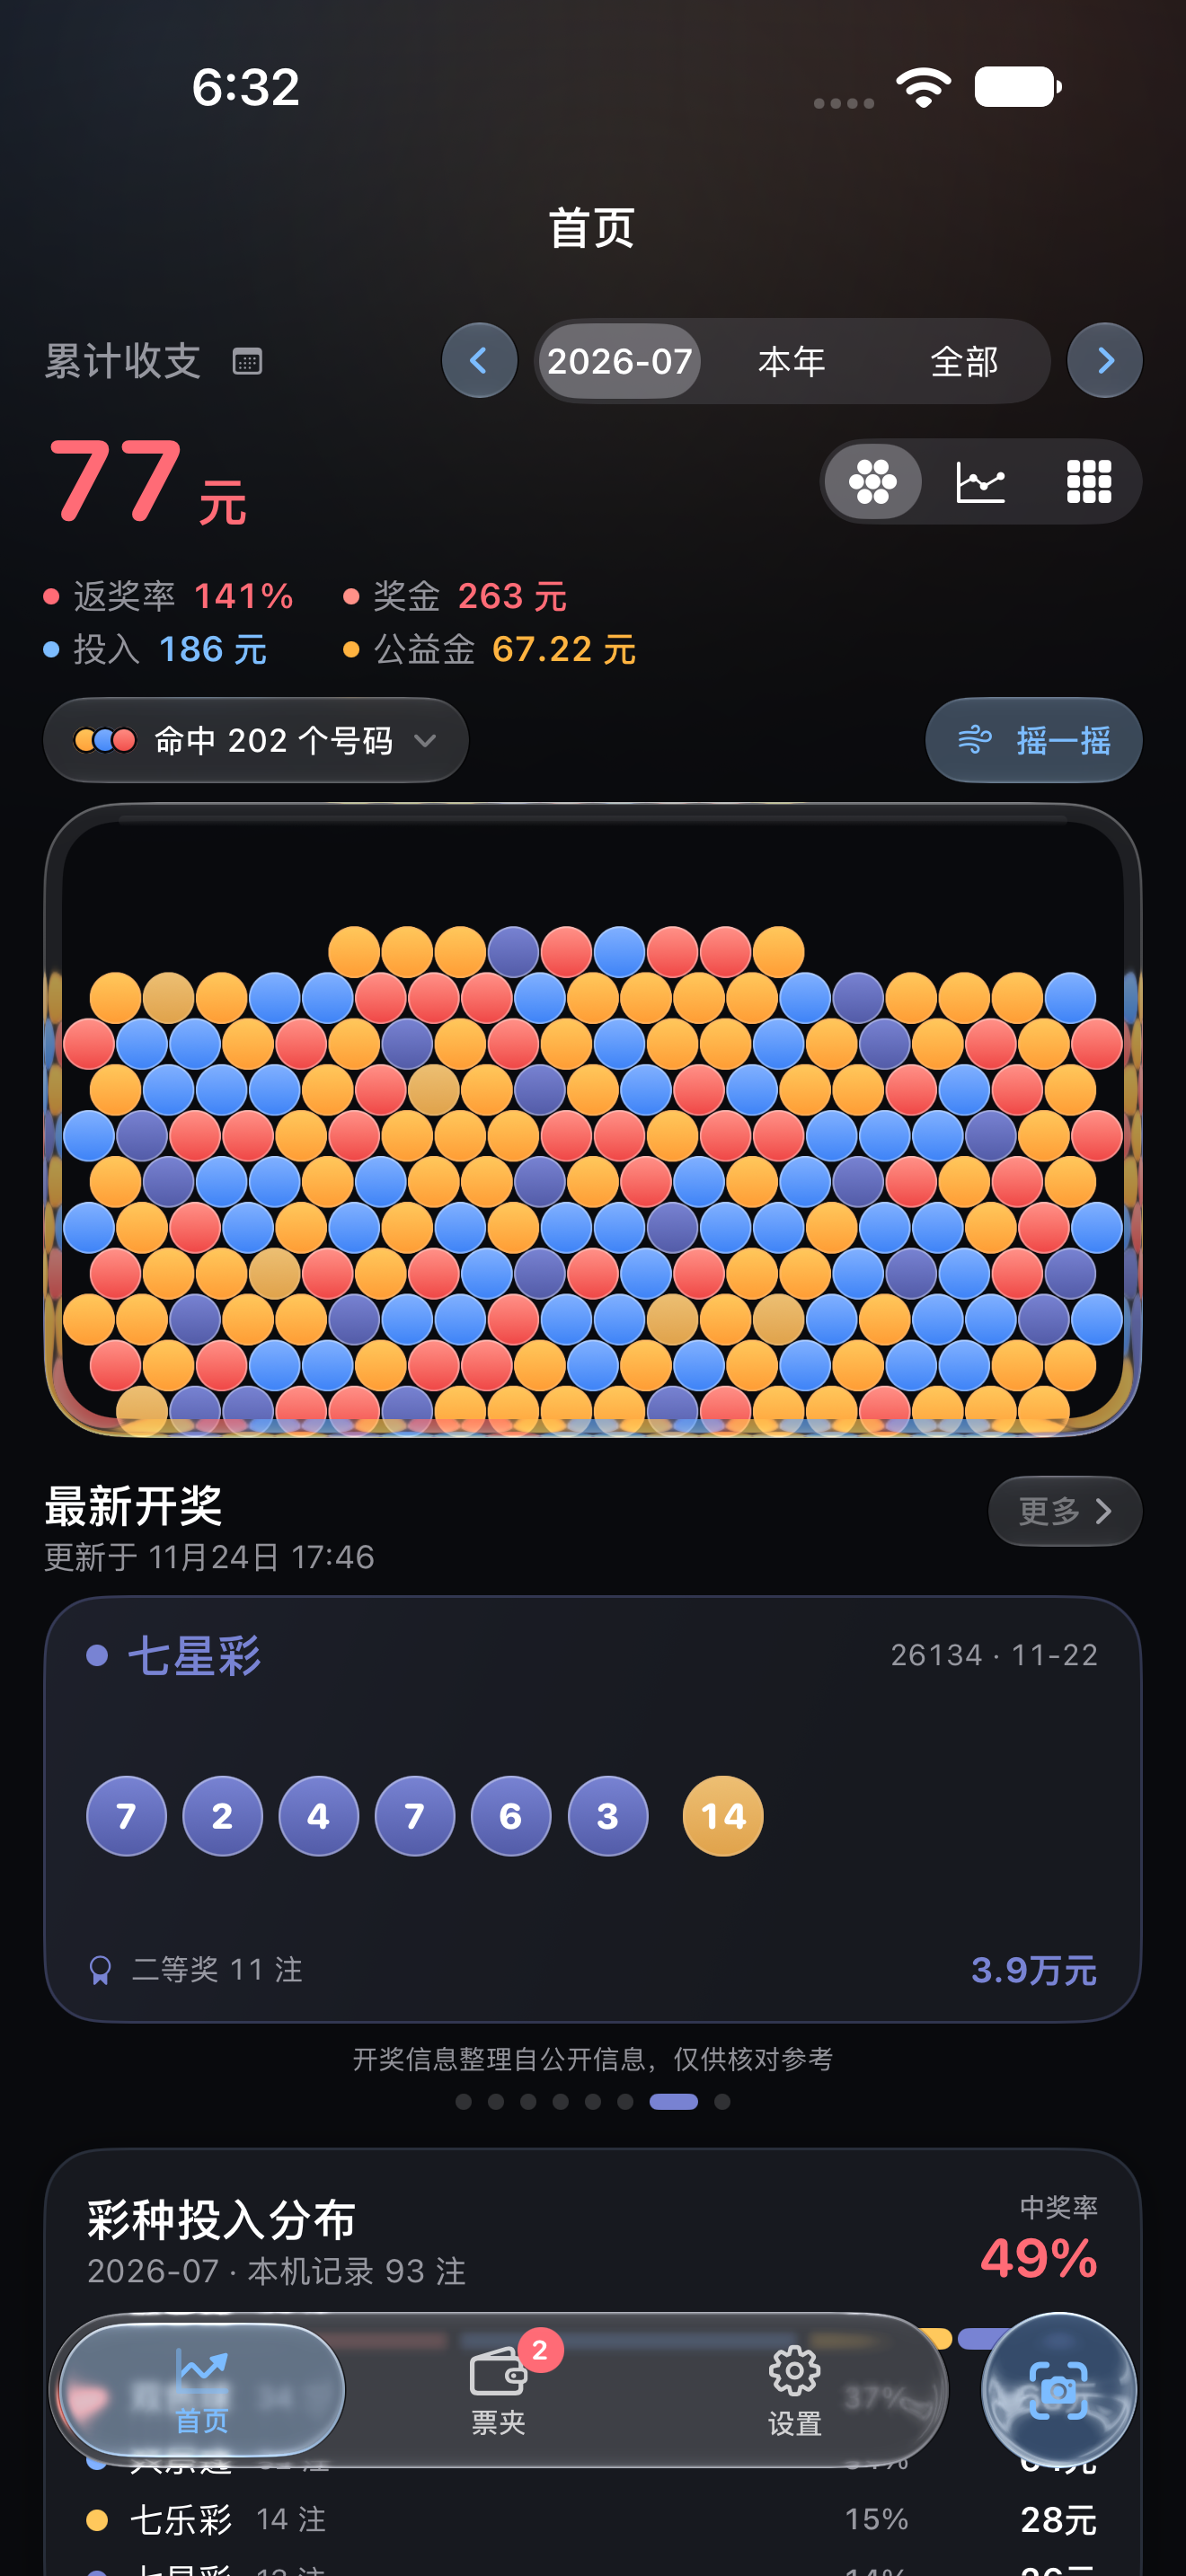 6:32
首页
累计收支
2026-07 本年 全部
77 元
返奖率 141% 奖金 263 元
投入 186 元 公益金 67.22 元
命中 202 个号码
摇一摇
最新开奖
更多
更新于 11月24日 17:46
七星彩
26134 · 11-22
7 2 4 7 6 3 14
二等奖 11 注
3.9万元
开奖信息整理自公开信息，仅供核对参考
彩种投入分布
中奖率
2026-07 · 本机记录 93 注
49%
37%
首页
票夹
2
设置
七乐彩 14 注 15% 28元